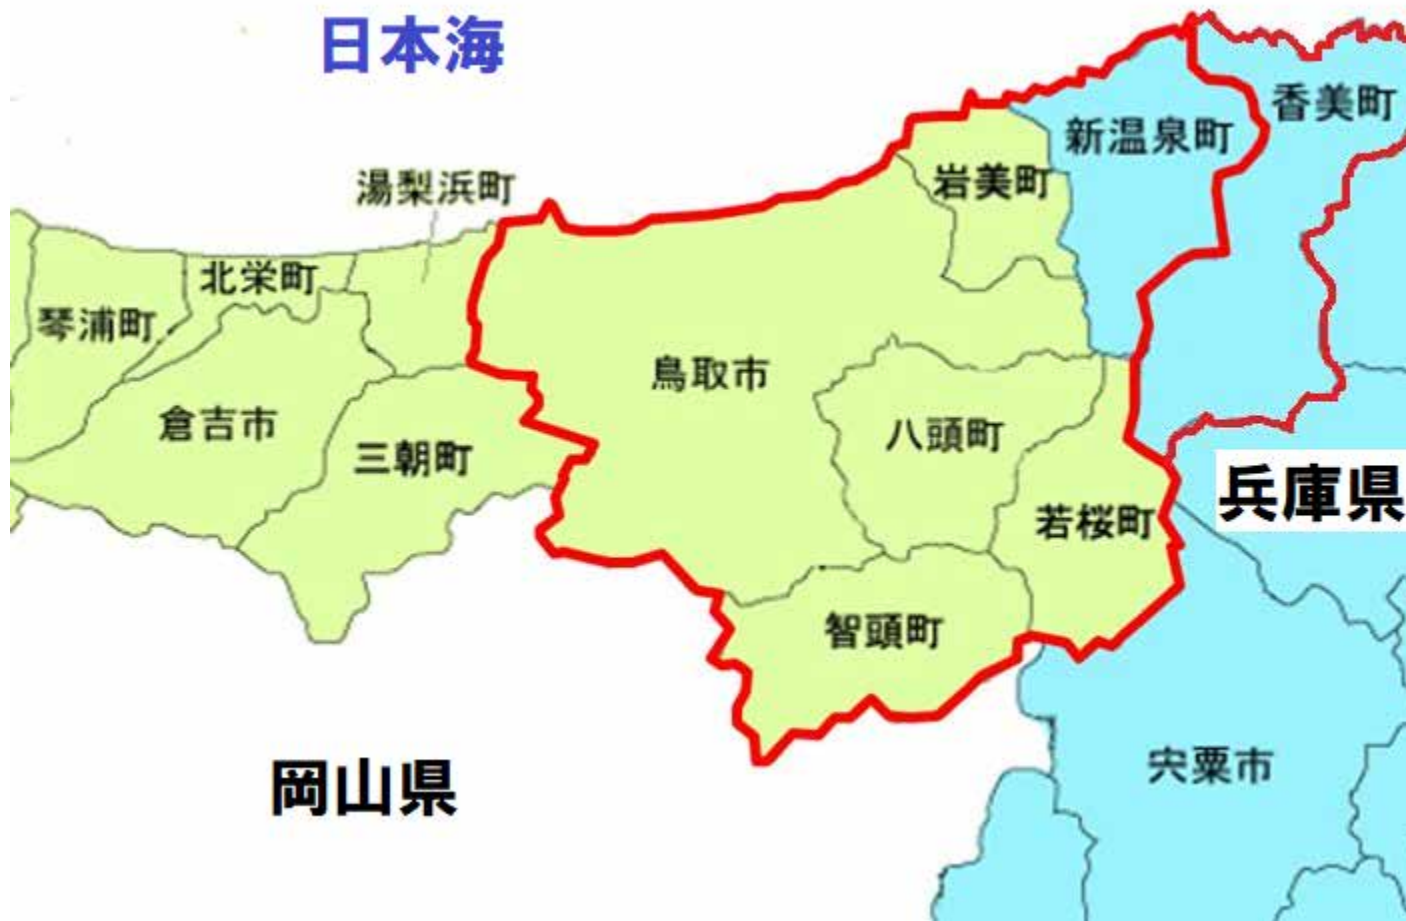 日本海
香美町
新温泉町
岩美町
湯梨浜町
北栄町
琴浦町
鳥取市
倉吉市
三朝町
八頭町
兵庫県
若桜町
智頭町
宍粟市
岡山県